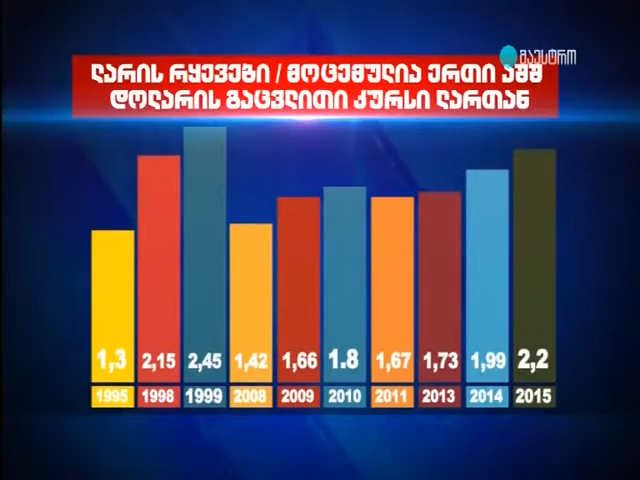 მაესტრო
ლარის რყევები / მოცემულია ერთი აშშ
დოლარის გაცვლითი კურსი ლართან
1,3 2,15 2,45 1,42 1,66 1.8 1,67 1,73 1,99 2,2
1995 1998 1999 2008 2009 2010 2011 2013 2014 2015